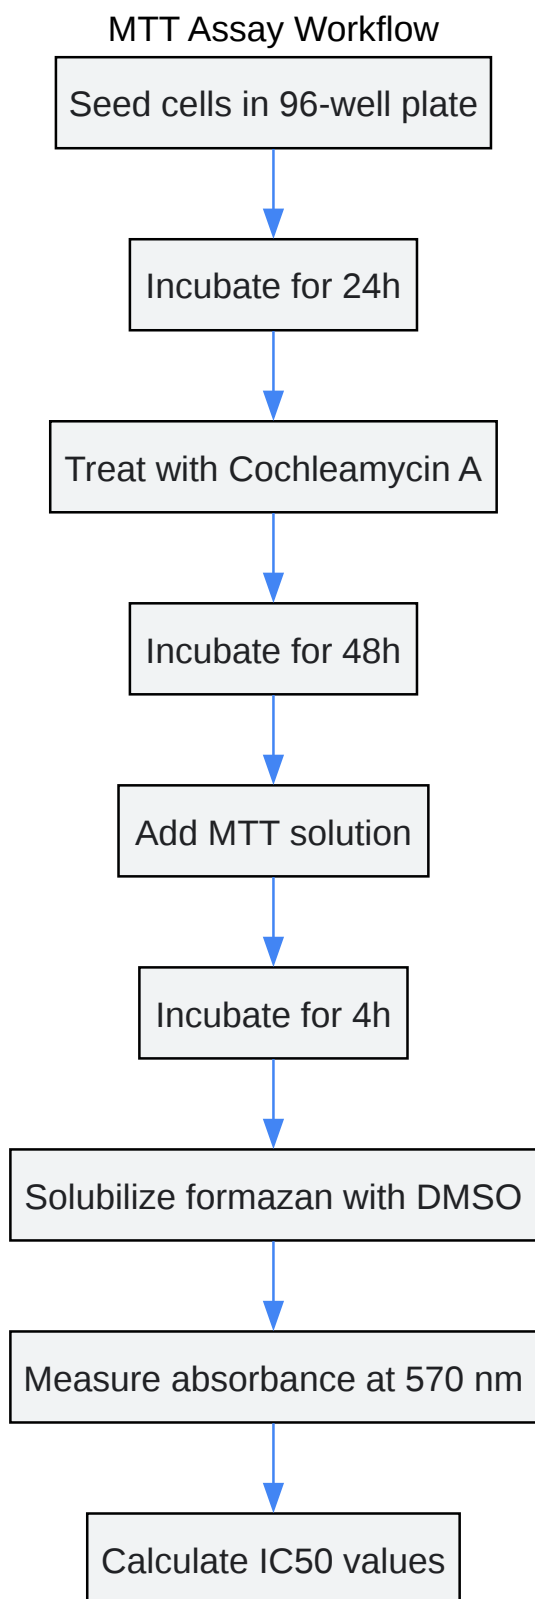 MTT Assay Workflow
Seed cells in 96-well plate
Incubate for 24h
Treat with Cochleamycin A
Incubate for 48h
Add MTT solution
Incubate for 4h
Solubilize formazan with DMSO
Measure absorbance at 570 nm
Calculate IC50 values